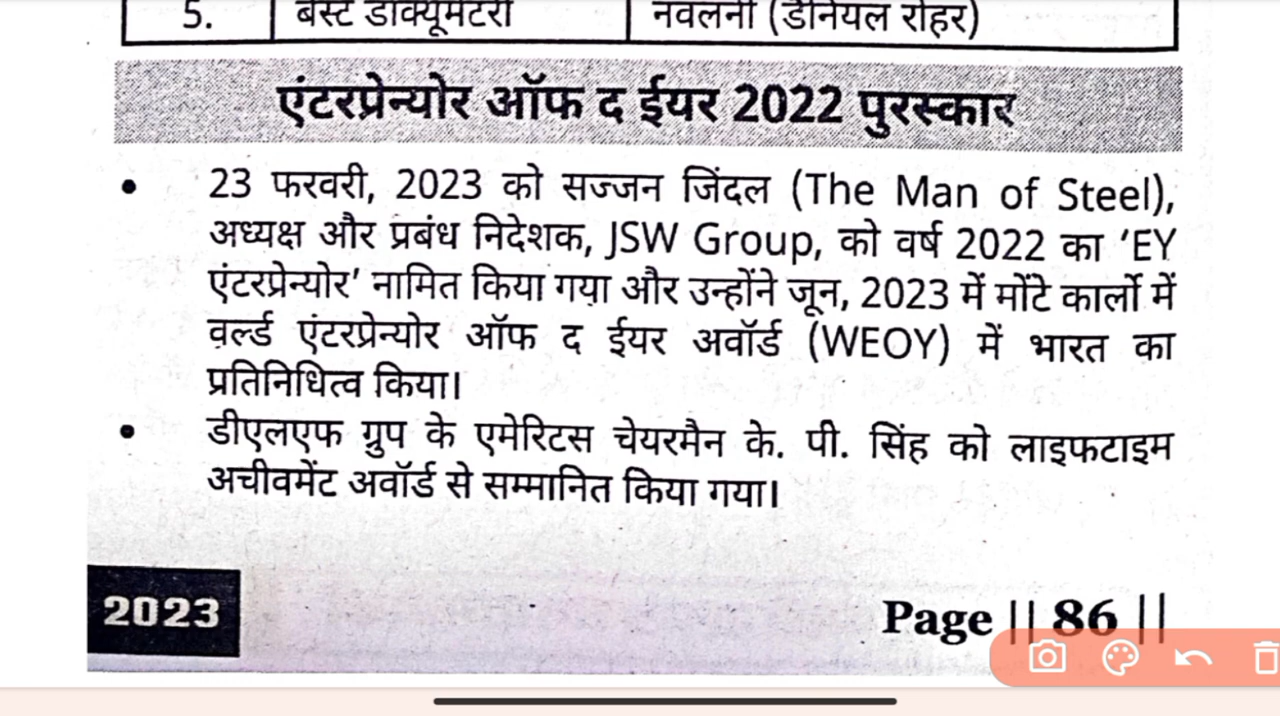 5. बेस्ट डॉक्यूमेंटरी नवलनी (डेनियल रोहर)
एंटरप्रेन्योर ऑफ द ईयर 2022 पुरस्कार
• 23 फरवरी, 2023 को सज्जन जिंदल (The Man of Steel),
अध्यक्ष और प्रबंध निदेशक, JSW Group, को वर्ष 2022 का ‘EY
एंटरप्रेन्योर’ नामित किया गया और उन्होंने जून, 2023 में मोंटे कार्लो में
वर्ल्ड एंटरप्रेन्योर ऑफ द ईयर अवॉर्ड (WEOY) में भारत का
प्रतिनिधित्व किया।
• डीएलएफ ग्रुप के एमेरिटस चेयरमैन के. पी. सिंह को लाइफटाइम
अचीवमेंट अवॉर्ड से सम्मानित किया गया।
2023 Page || 86 ||